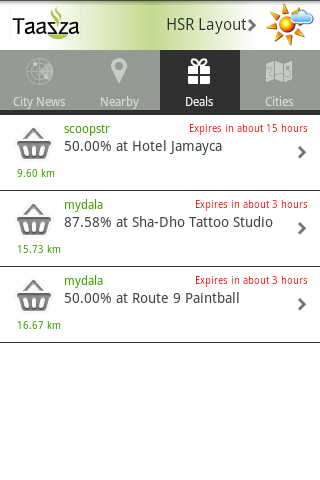 Taazza
HSR Layout
City News
Nearby
Deals
Cities
scoopstr
Expires in about 15 hours
50.00% at Hotel Jamayca
9.60 km
mydala
Expires in about 3 hours
87.58% at Sha-Dho Tattoo Studio
15.73 km
mydala
Expires in about 3 hours
50.00% at Route 9 Paintball
16.67 km